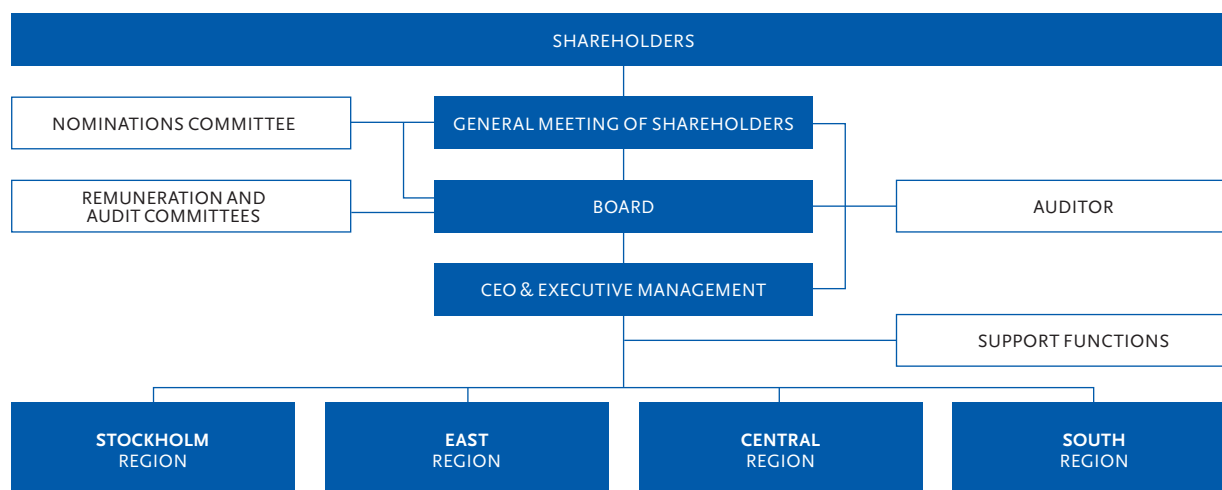 SHAREHOLDERS
NOMINATIONS COMMITTEE
GENERAL MEETING OF SHAREHOLDERS
REMUNERATION AND
AUDIT COMMITTEES
BOARD
AUDITOR
CEO & EXECUTIVE MANAGEMENT
SUPPORT FUNCTIONS
STOCKHOLM
REGION
EAST
REGION
CENTRAL
REGION
SOUTH
REGION